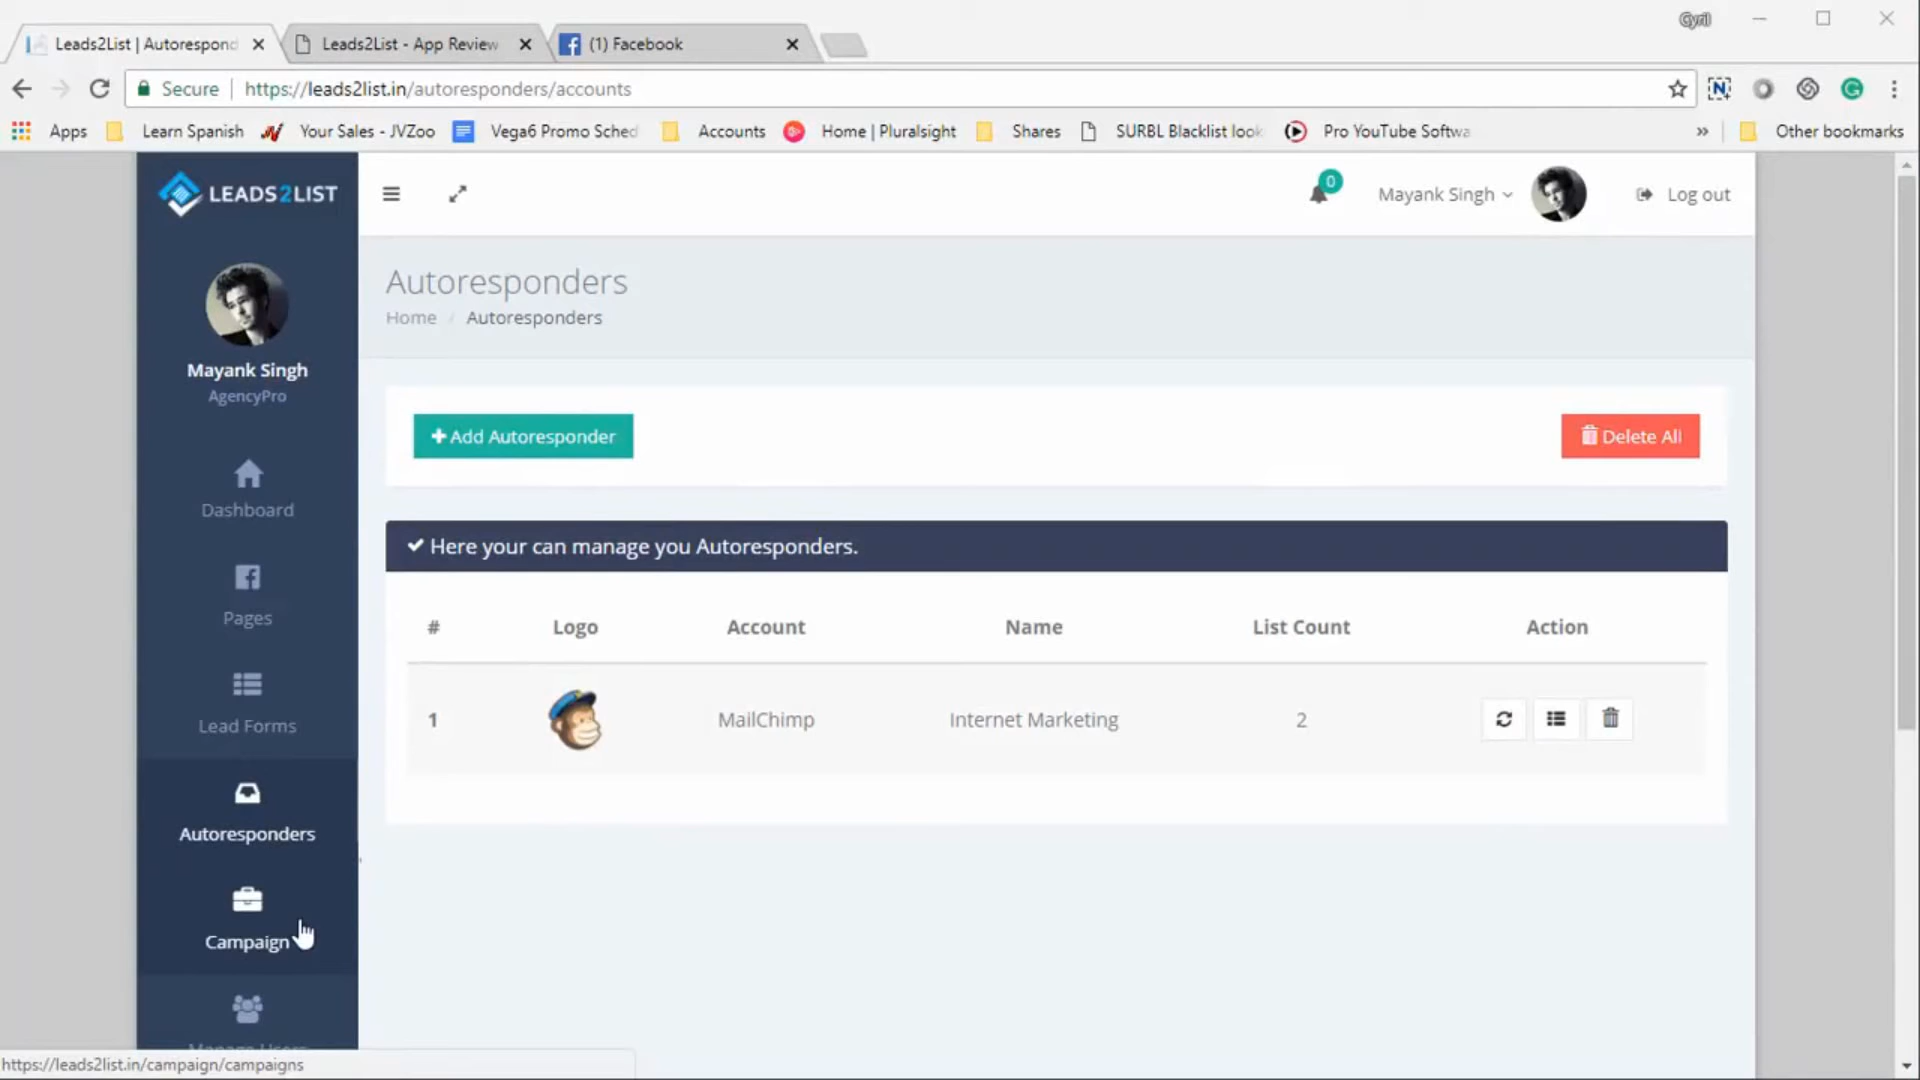 Cyril
Leads2List | Autorespond
Leads2List - App Review
(1) Facebook
Secure
https://leads2list.in/autoresponders/accounts
Apps
Learn Spanish
Your Sales - JVZoo
Vega6 Promo Sched
Accounts
Home | Pluralsight
Shares
SURBL Blacklist look
Pro YouTube Softwa
»
Other bookmarks
LEADS2LIST
0
Mayank Singh
Log out
Mayank Singh
AgencyPro
Dashboard
Pages
Lead Forms
Autoresponders
Campaign
Manage Users
Autoresponders
Home / Autoresponders
Add Autoresponder
Delete All
Here your can manage you Autoresponders.
# Logo Account Name List Count Action
1 MailChimp Internet Marketing 2
https://leads2list.in/campaign/campaigns